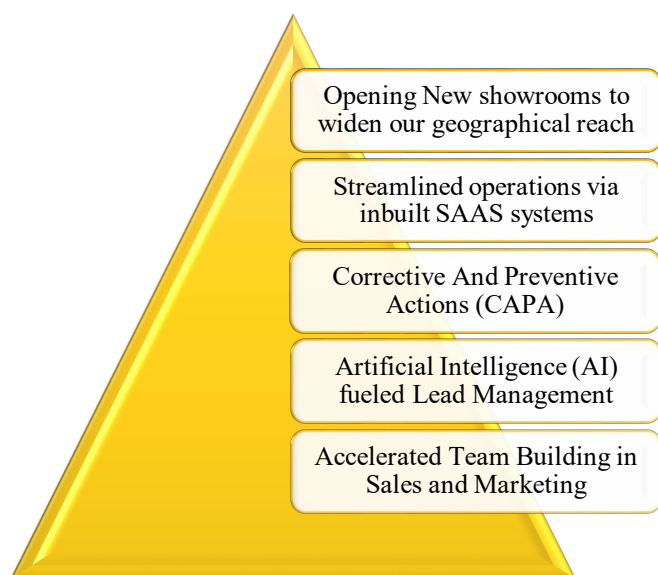 Opening New showrooms to
widen our geographical reach
Streamlined operations via
inbuilt SAAS systems
Corrective And Preventive
Actions (CAPA)
Artificial Intelligence (AI)
fueled Lead Management
Accelerated Team Building in
Sales and Marketing